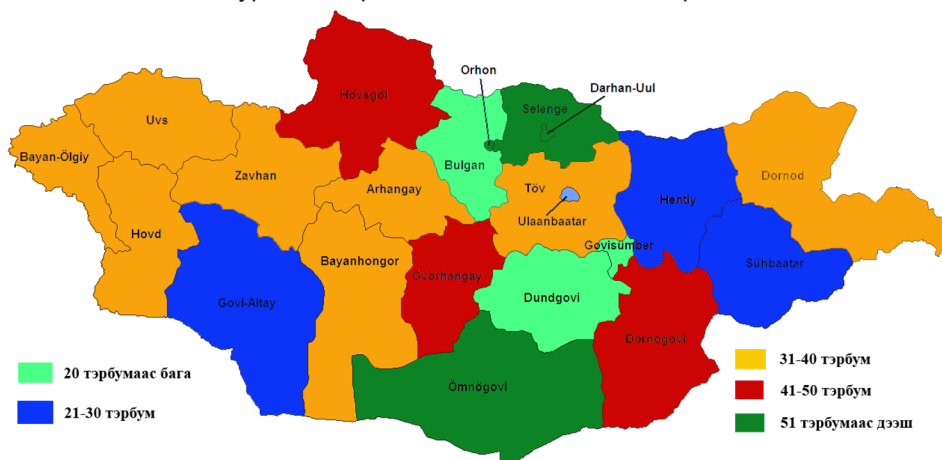 Orhon
Hövsgöl
Darhan-Uul
Selenge
Uvs
Bayan-Ölgiy
Zavhan
Bulgan
Arhangay
Töv
Dornod
Hentiy
Ulaanbaatar
Hovd
Govisümber
Bayanhongor
Övörhangay
Sühbaatar
Govi-Altay
Dundgovi
Dornogovi
Ömnögovi
20 тэрбумаас бага
21-30 тэрбум
31-40 тэрбум
41-50 тэрбум
51 тэрбумаас дээш